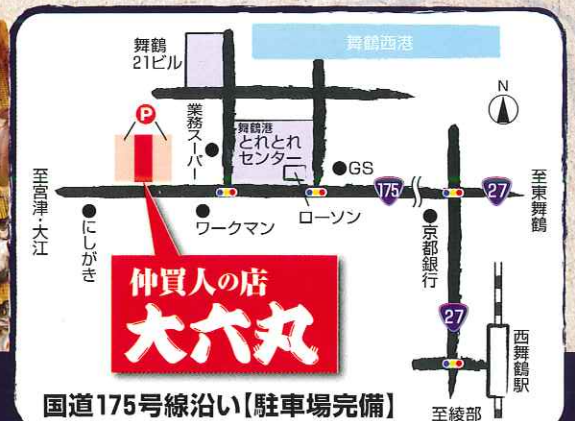 舞鶴
21ビル
舞鶴西港
N
P
業務スーパー
舞鶴港
とれとれ
センター
GS
至宮津・大江
175
27
至東舞鶴
にしがき
ワークマン
ローソン
京都銀行
仲買人の店
大六丸
27
西舞鶴駅
国道175号線沿い【駐車場完備】
至綾部